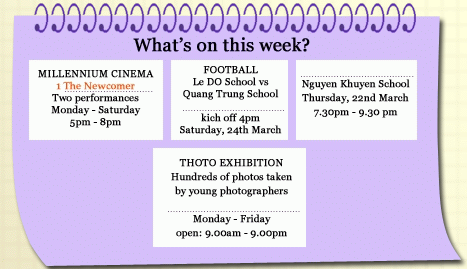 What's on this week?
MILLENNIUM CINEMA
1 The Newcomer
Two performances
Monday - Saturday
5pm - 8pm
FOOTBALL
Le DO School vs
Quang Trung School
kick off 4pm
Saturday, 24th March
Nguyen Khuyen School
Thursday, 22nd March
7.30pm - 9.30 pm
THOTO EXHIBITION
Hundreds of photos taken
by young photographers
Monday - Friday
open: 9.00am - 9.00pm